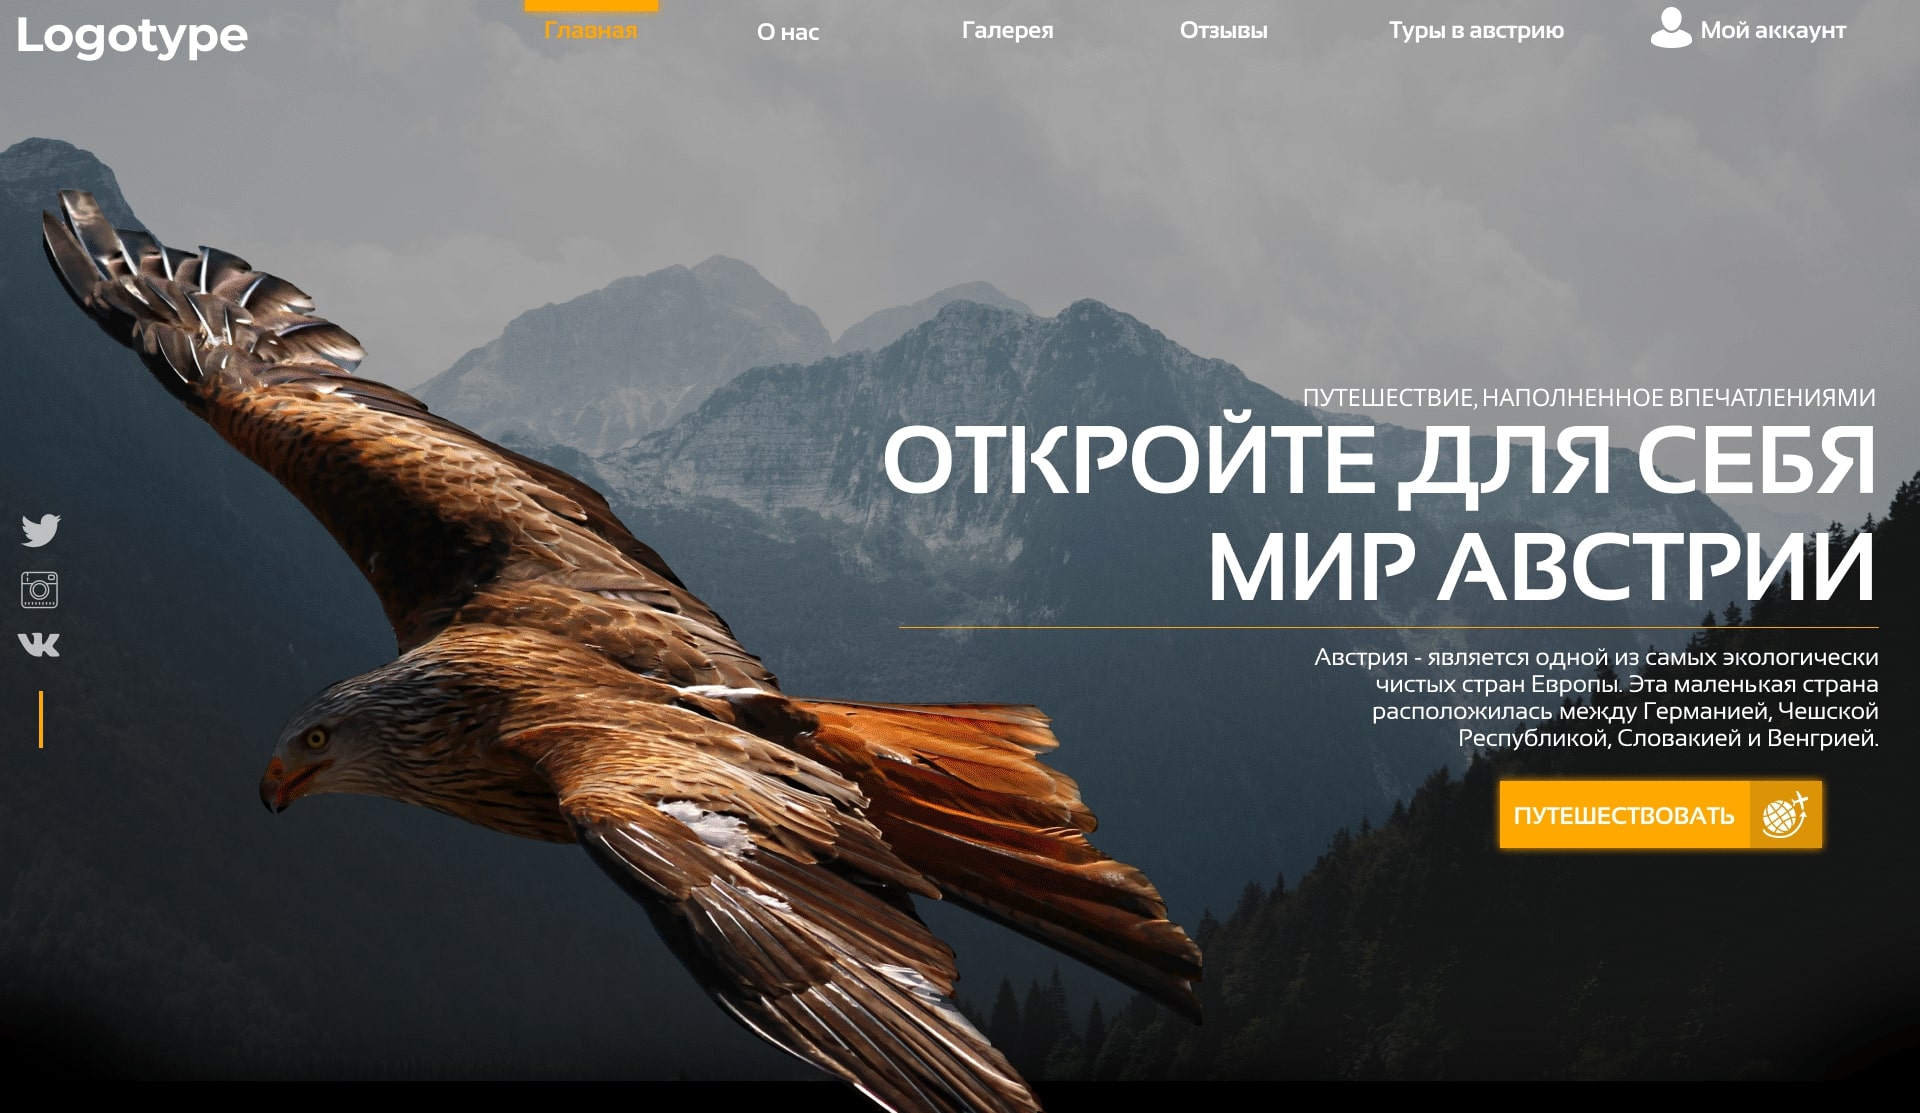 Logotype
Главная
О нас
Галерея
Отзывы
Туры в австрию
Мой аккаунт
ПУТЕШЕСТВИЕ, НАПОЛНЕННОЕ ВПЕЧАТЛЕНИЯМИ
ОТКРОЙТЕ ДЛЯ СЕБЯ
МИР АВСТРИИ
Австрия - является одной из самых экологически
чистых стран Европы. Эта маленькая страна
расположилась между Германией, Чешской
Республикой, Словакией и Венгрией.
ПУТЕШЕСТВОВАТЬ